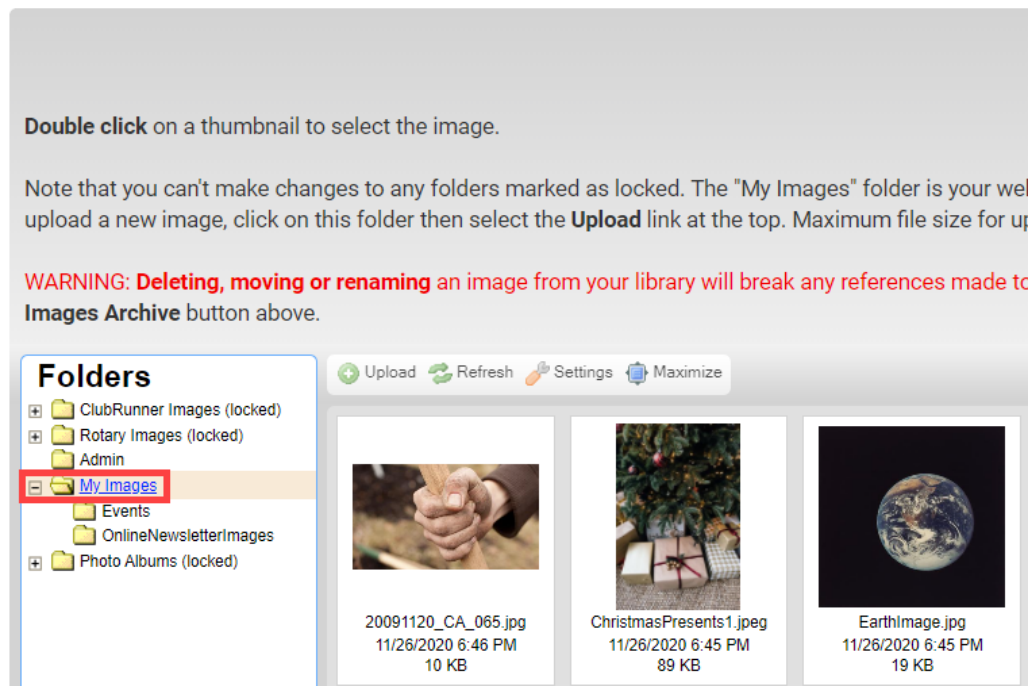 Double click on a thumbnail to select the image.
Note that you can't make changes to any folders marked as locked. The "My Images" folder is your
upload a new image, click on this folder then select the Upload link at the top. Maximum file size for
WARNING: Deleting, moving or renaming an image from your library will break any references made to
Images Archive button above.
Folders
Upload Refresh Settings Maximize
ClubRunner Images (locked)
Rotary Images (locked)
Admin
My Images
Events
OnlineNewsletterImages
Photo Albums (locked)
20091120_CA_065.jpg
11/26/2020 6:46 PM
10 KB
ChristmasPresents1.jpeg
11/26/2020 6:45 PM
89 KB
EarthImage.jpg
11/26/2020 6:45 PM
19 KB